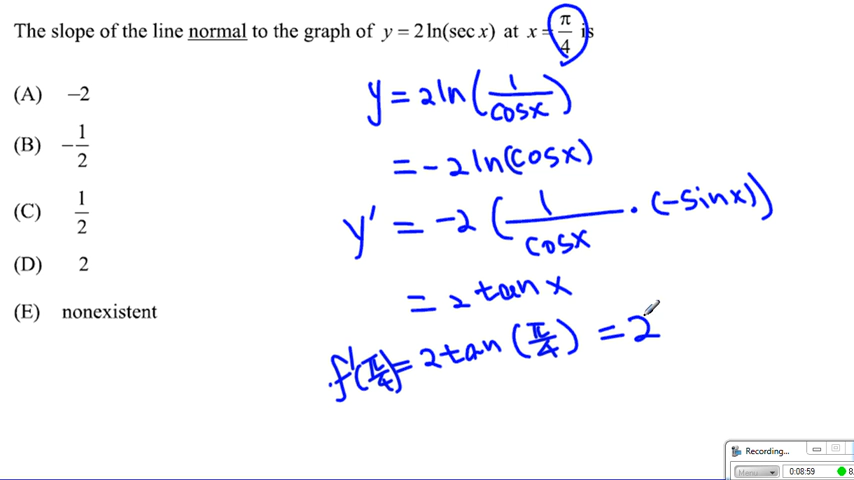 The slope of the line normal to the graph of y = 2 ln(sec x) at x = π/4 is
(A) −2
(B) −1/2
(C) 1/2
(D) 2
(E) nonexistent
y = 2ln(1/cosx)
= −2ln(cosx)
y' = −2(1/cosx · (−sinx))
= 2tanx
f'(π/4) = 2tan(π/4) = 2
Recording...
Menu 0:08:59 8